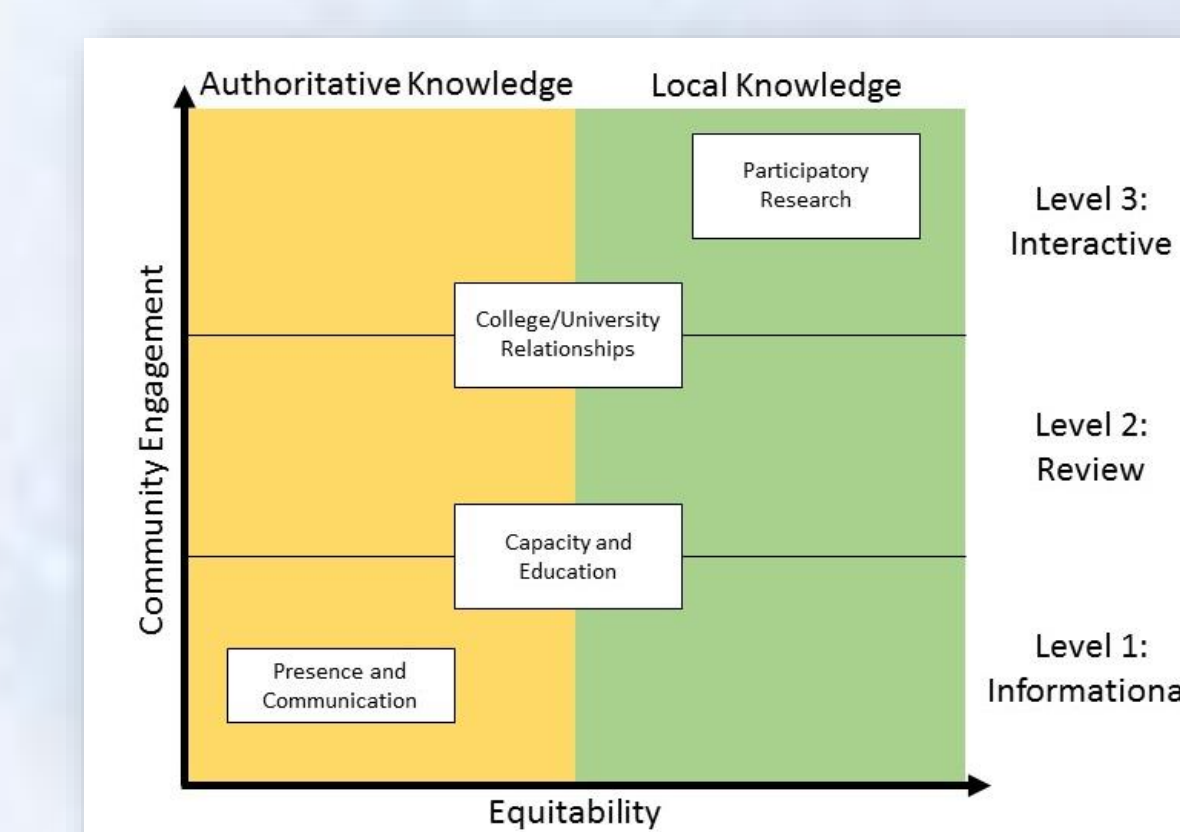 Authoritative Knowledge
Local Knowledge
Participatory
Research
Level 3:
Interactive
College/University
Relationships
Community Engagement
Level 2:
Review
Capacity and
Education
Level 1:
Informationa
Presence and
Communication
Equitability